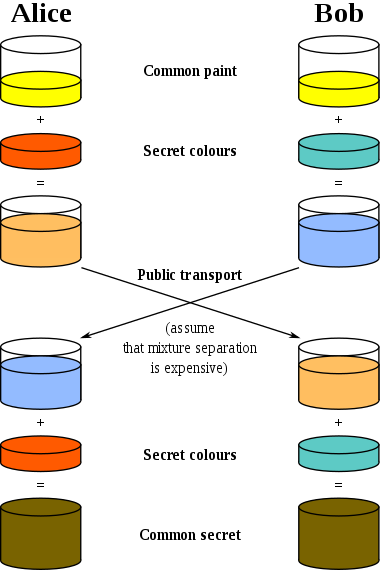 Alice Bob
Common paint
+ +
Secret colours
= =
Public transport
(assume
that mixture separation
is expensive)
+ +
Secret colours
= =
Common secret